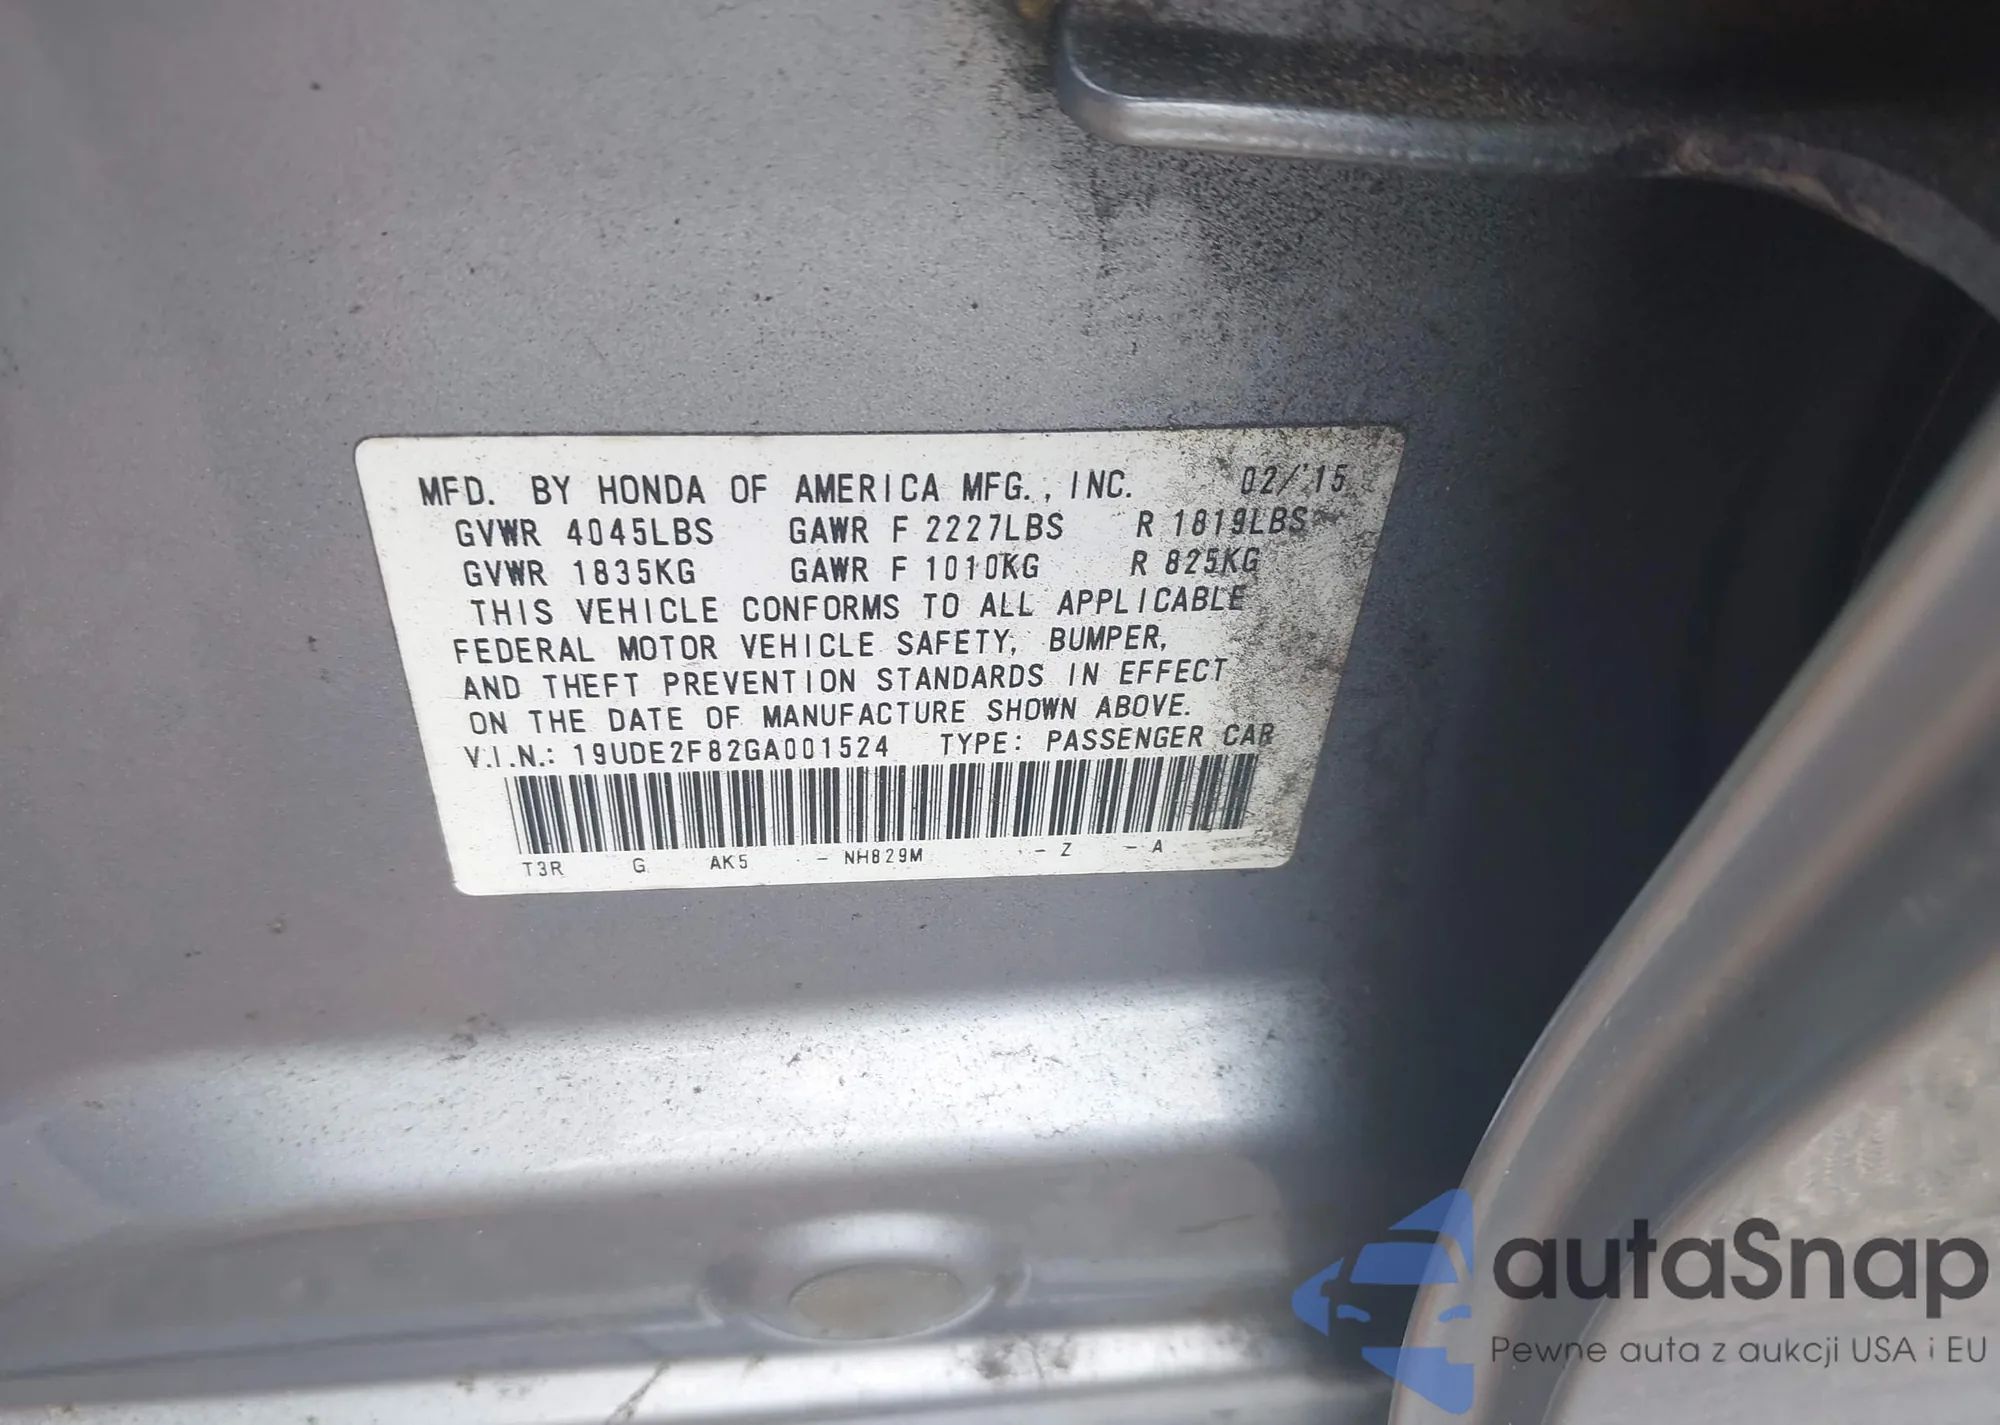 MFD. BY HONDA OF AMERICA MFG., INC. 02/'15
GVWR 4045LBS GAWR F 2227LBS R 1819LBS
GVWR 1835KG GAWR F 1010KG R 825KG
THIS VEHICLE CONFORMS TO ALL APPLICABLE
FEDERAL MOTOR VEHICLE SAFETY, BUMPER,
AND THEFT PREVENTION STANDARDS IN EFFECT
ON THE DATE OF MANUFACTURE SHOWN ABOVE.
V.I.N.: 19UDE2F82GA001524 TYPE: PASSENGER CAR
T3R G AK5 - NH829M - Z - A
autaSnap
Pewne auta z aukcji USA i EU